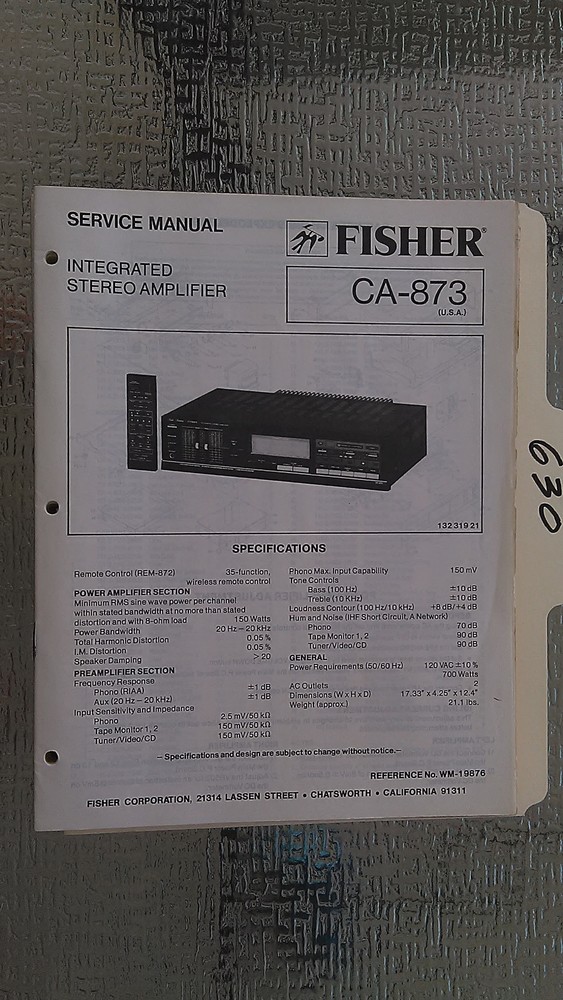 SERVICE MANUAL
FISHER®
INTEGRATED
STEREO AMPLIFIER
CA-873
(U.S.A.)
132 319 21
630
SPECIFICATIONS
Remote Control (REM-872) 35-function,
wireless remote control
POWER AMPLIFIER SECTION
Minimum RMS sine wave power per channel
within stated bandwidth at no more than stated
distortion and with 8-ohm load 150 Watts
Power Bandwidth 20 Hz – 20 kHz
Total Harmonic Distortion 0.05 %
I.M. Distortion 0.05 %
Speaker Damping > 20
PREAMPLIFIER SECTION
Frequency Response
Phono (RIAA) ±1 dB
Aux (20 Hz – 20 kHz) ±1 dB
Input Sensitivity and Impedance
Phono 2.5 mV/50 kΩ
Tape Monitor 1, 2 150 mV/50 kΩ
Tuner/Video/CD 150 mV/50 kΩ
Phono Max. Input Capability 150 mV
Tone Controls
Bass (100 Hz) ±10 dB
Treble (10 KHz) ±10 dB
Loudness Contour (100 Hz/10 kHz) +8 dB/+4 dB
Hum and Noise (IHF Short Circuit, A Network)
Phono 70 dB
Tape Monitor 1, 2 90 dB
Tuner/Video/CD 90 dB
GENERAL
Power Requirements (50/60 Hz) 120 VAC ±10 %
700 Watts
AC Outlets 2
Dimensions (W x H x D) 17.33" x 4.25" x 12.4"
Weight (approx.) 21.1 lbs.
— Specifications and design are subject to change without notice. —
REFERENCE No. WM-19876
FISHER CORPORATION, 21314 LASSEN STREET • CHATSWORTH • CALIFORNIA 91311